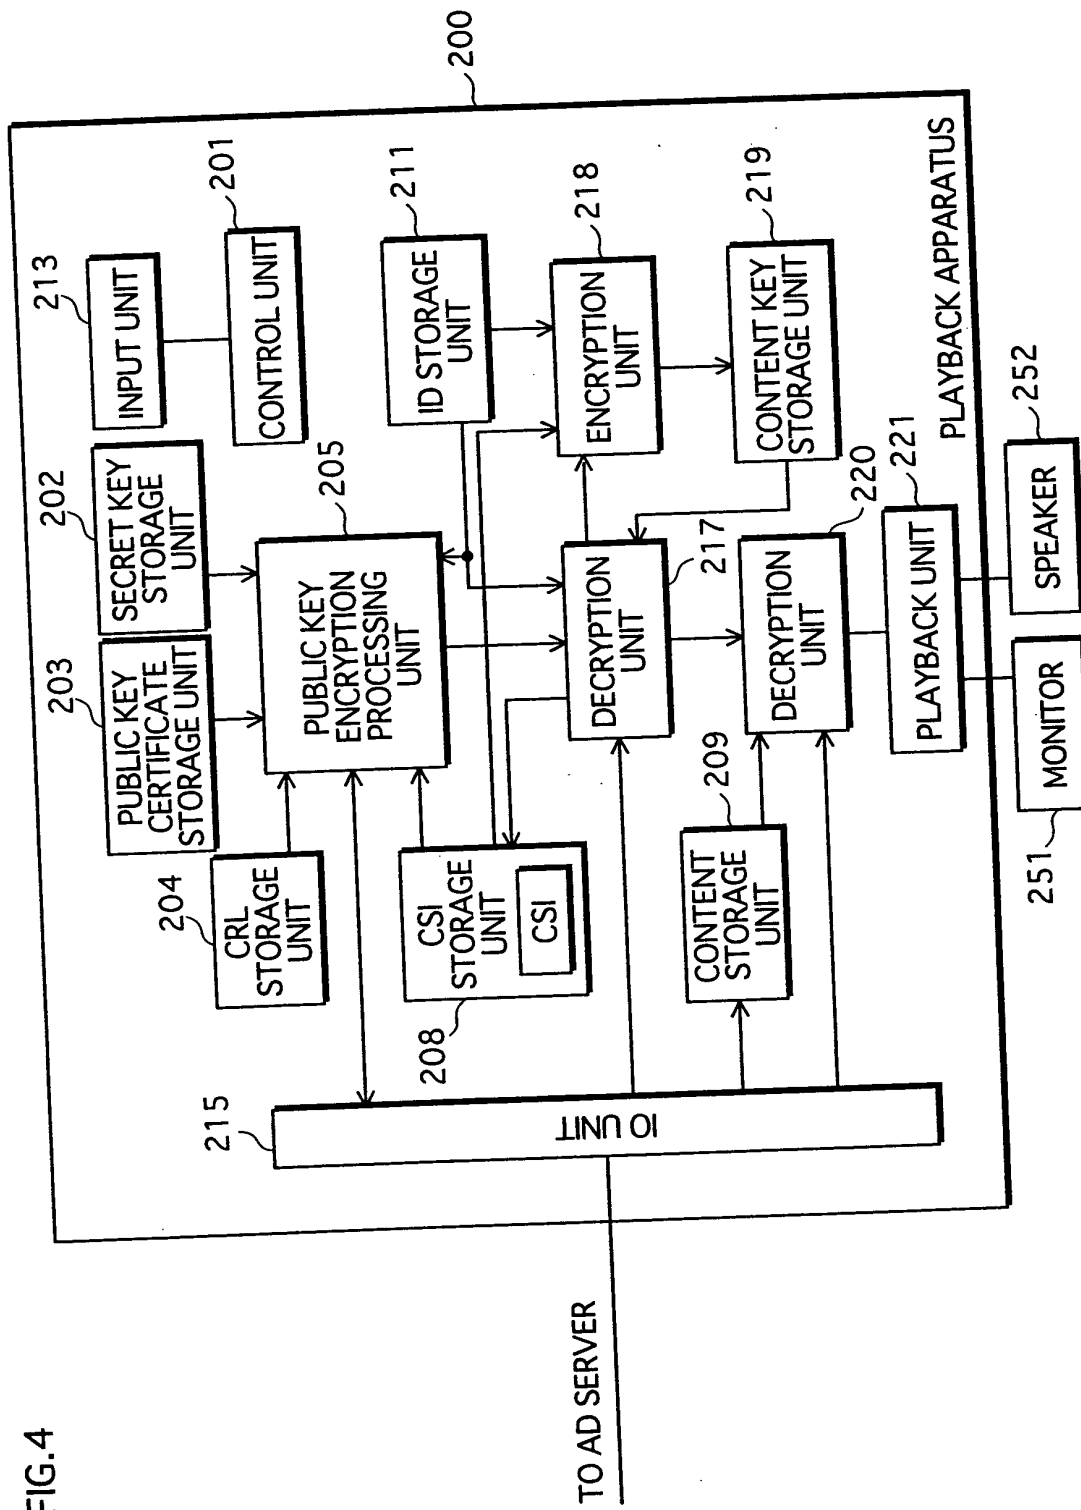 FIG.4
200
PLAYBACK APPARATUS
203
PUBLIC KEY
CERTIFICATE
STORAGE UNIT
202
SECRET KEY
STORAGE
UNIT
213
INPUT UNIT
201
CONTROL UNIT
204
CRL
STORAGE
UNIT
205
PUBLIC KEY
ENCRYPTION
PROCESSING
UNIT
211
ID STORAGE
UNIT
215
IO UNIT
208
CSI
STORAGE
UNIT
CSI
217
DECRYPTION
UNIT
218
ENCRYPTION
UNIT
209
CONTENT
STORAGE
UNIT
220
DECRYPTION
UNIT
219
CONTENT KEY
STORAGE UNIT
221
PLAYBACK UNIT
TO AD SERVER
251
MONITOR
252
SPEAKER